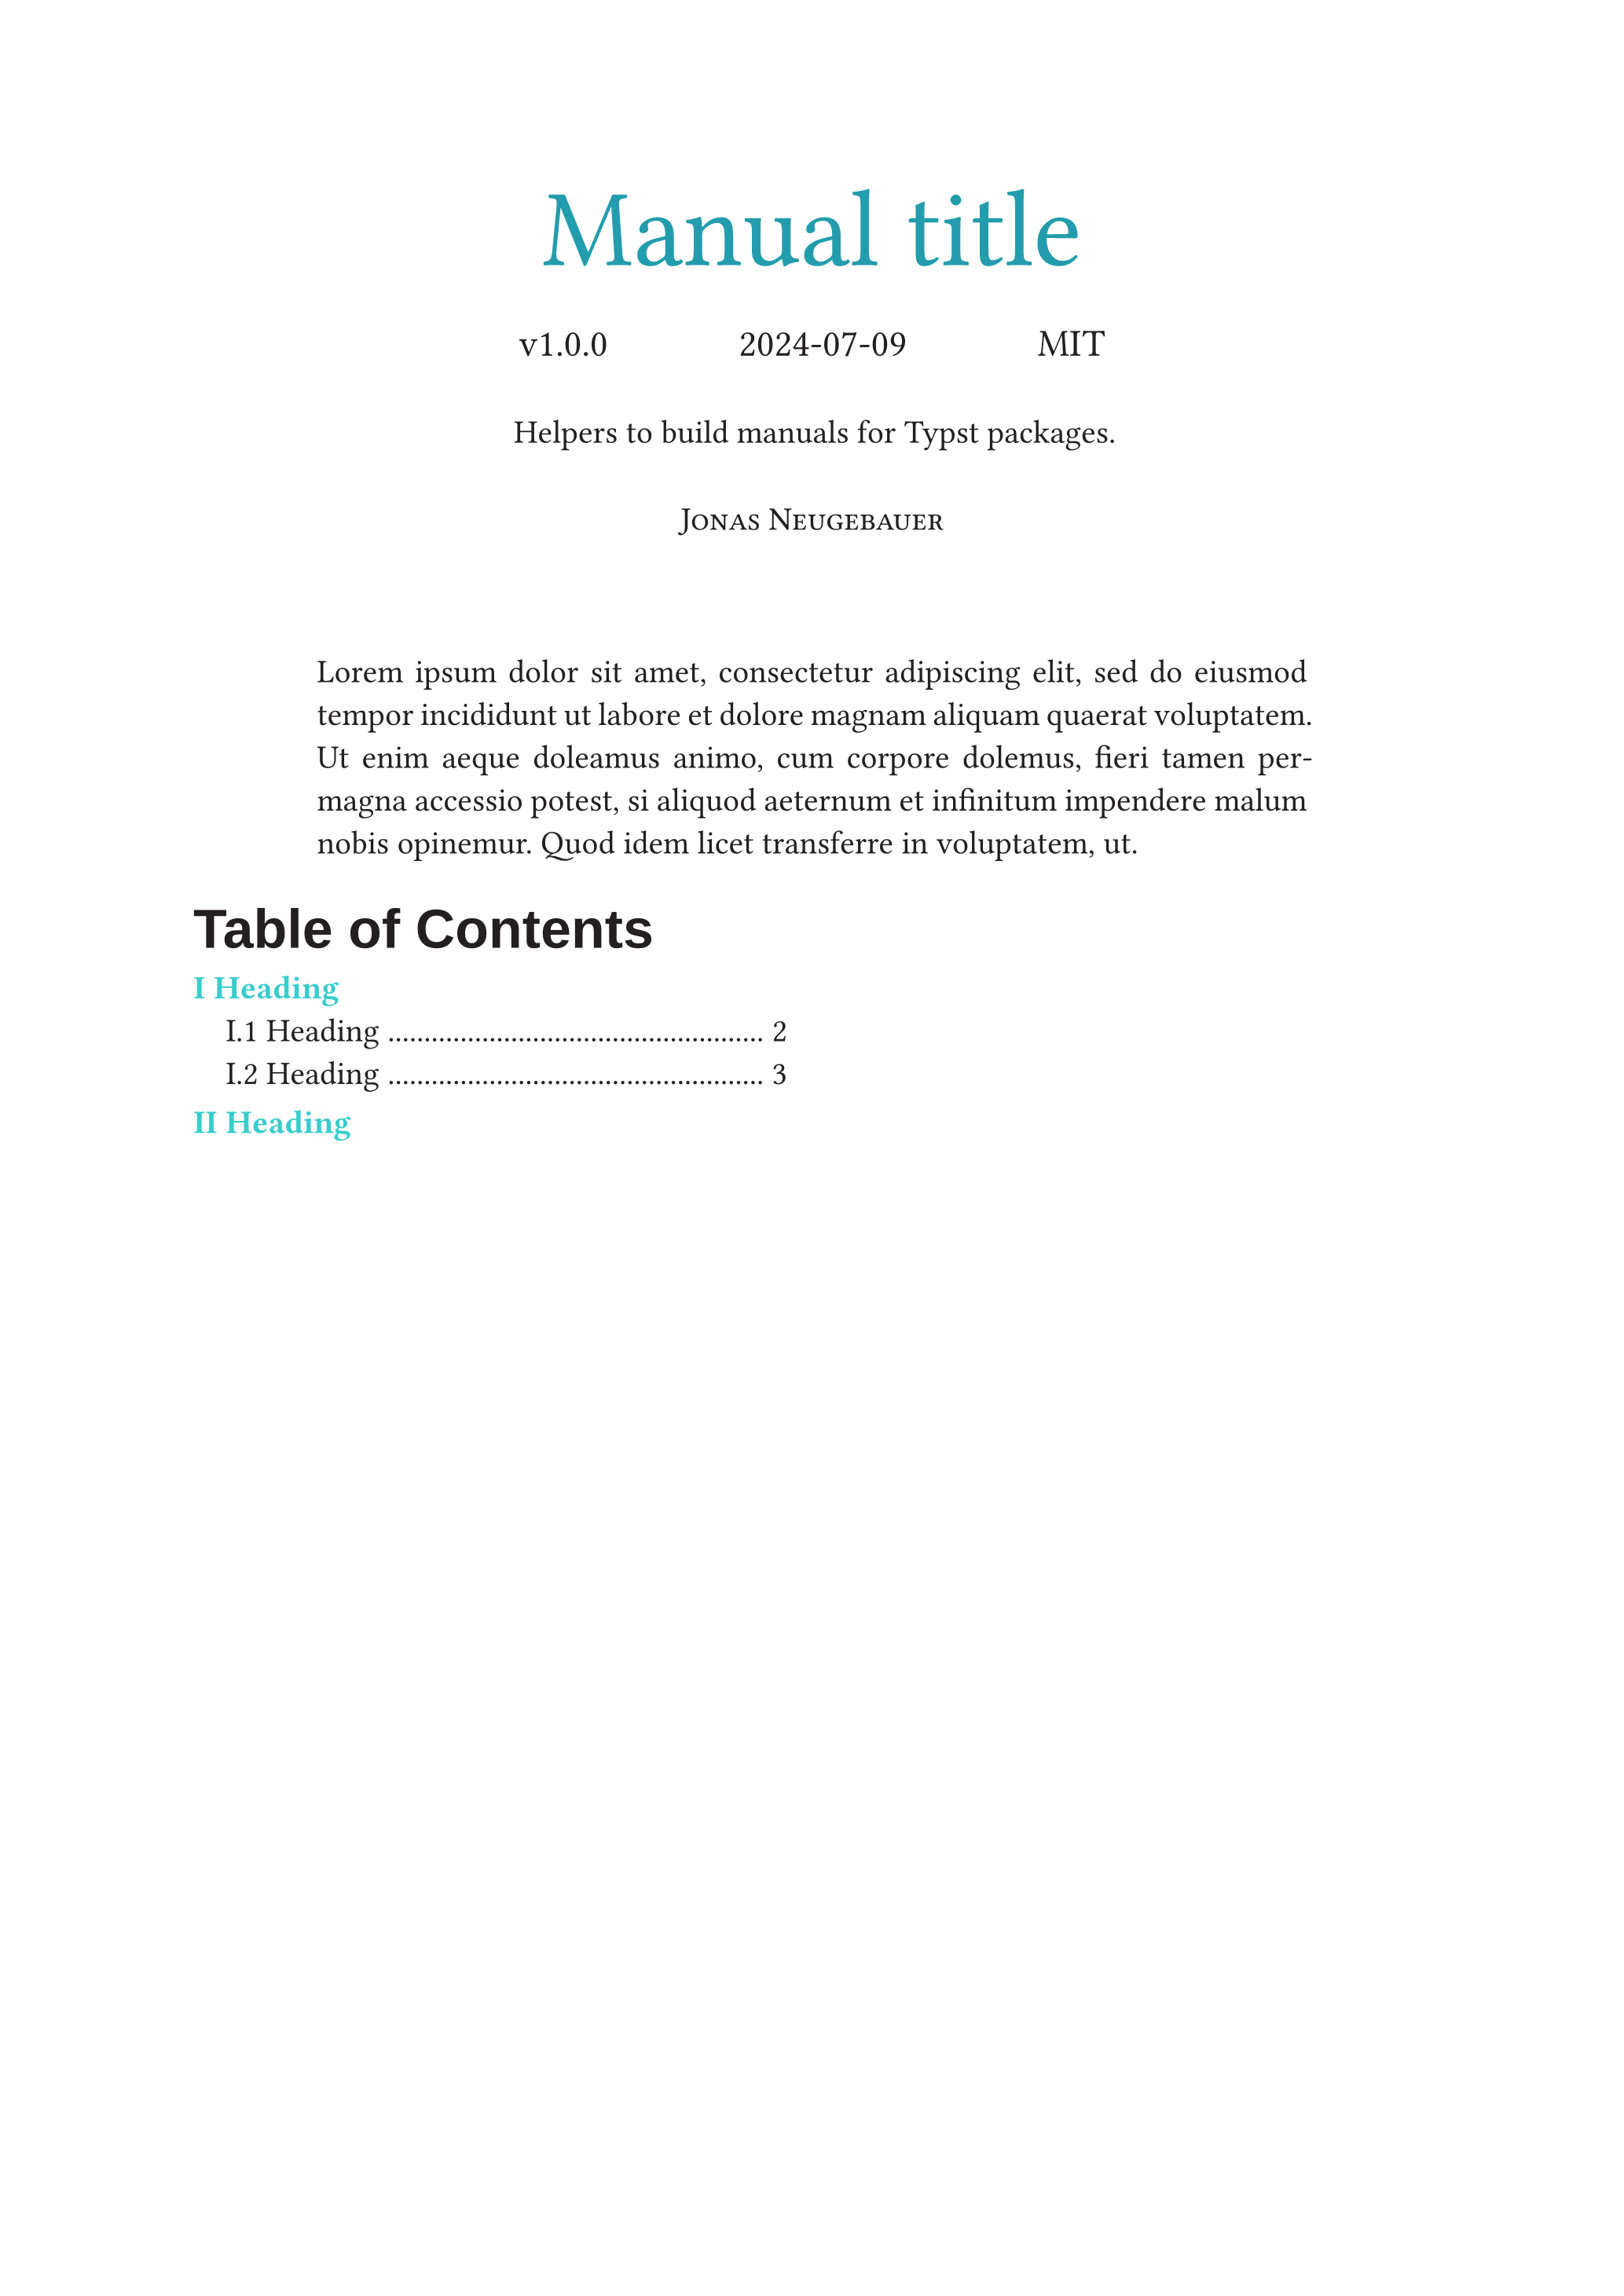 Manual title
v1.0.0 2024-07-09 MIT
Helpers to build manuals for Typst packages.
Jonas Neugebauer
Lorem ipsum dolor sit amet, consectetur adipiscing elit, sed do eiusmod
tempor incididunt ut labore et dolore magnam aliquam quaerat voluptatem.
Ut enim aeque doleamus animo, cum corpore dolemus, fieri tamen per-
magna accessio potest, si aliquod aeternum et infinitum impendere malum
nobis opinemur. Quod idem licet transferre in voluptatem, ut.
Table of Contents
I Heading
I.1 Heading .................................................... 2
I.2 Heading .................................................... 3
II Heading